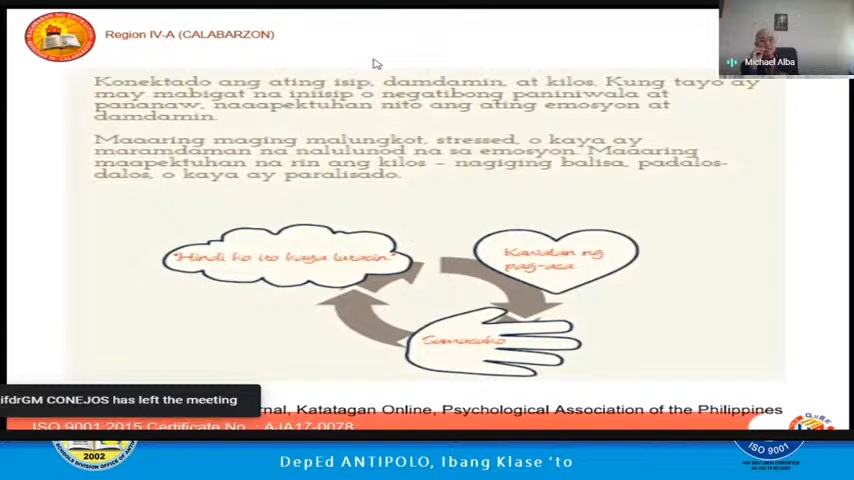 Region IV-A (CALABARZON)
Michael Alba
Konektado ang ating isip, damdamin, at kilos. Kung tayo ay
may mabigat na iniisip o negatibong paniniwala at
pananaw, naaapektuhan nito ang ating emosyon at
damdamin.
Maaaring maging malungkot, stressed, o kaya ay
maramdaman na nalulunod na sa emosyon. Maaaring
maapektuhan na rin ang kilos – nagiging balisa, padalos-
dalos, o kaya ay paralisado.
"Hindi ko ito kaya lutasin."
Kawalan ng
pag-asa
Sumasuko
ifdrGM CONEJOS has left the meeting
rnal, Katatagan Online, Psychological Association of the Philippines
ISO 9001:2015 Certificate No. : AJA17-0078
2002
DepEd ANTIPOLO, Ibang Klase 'to
ISO 9001